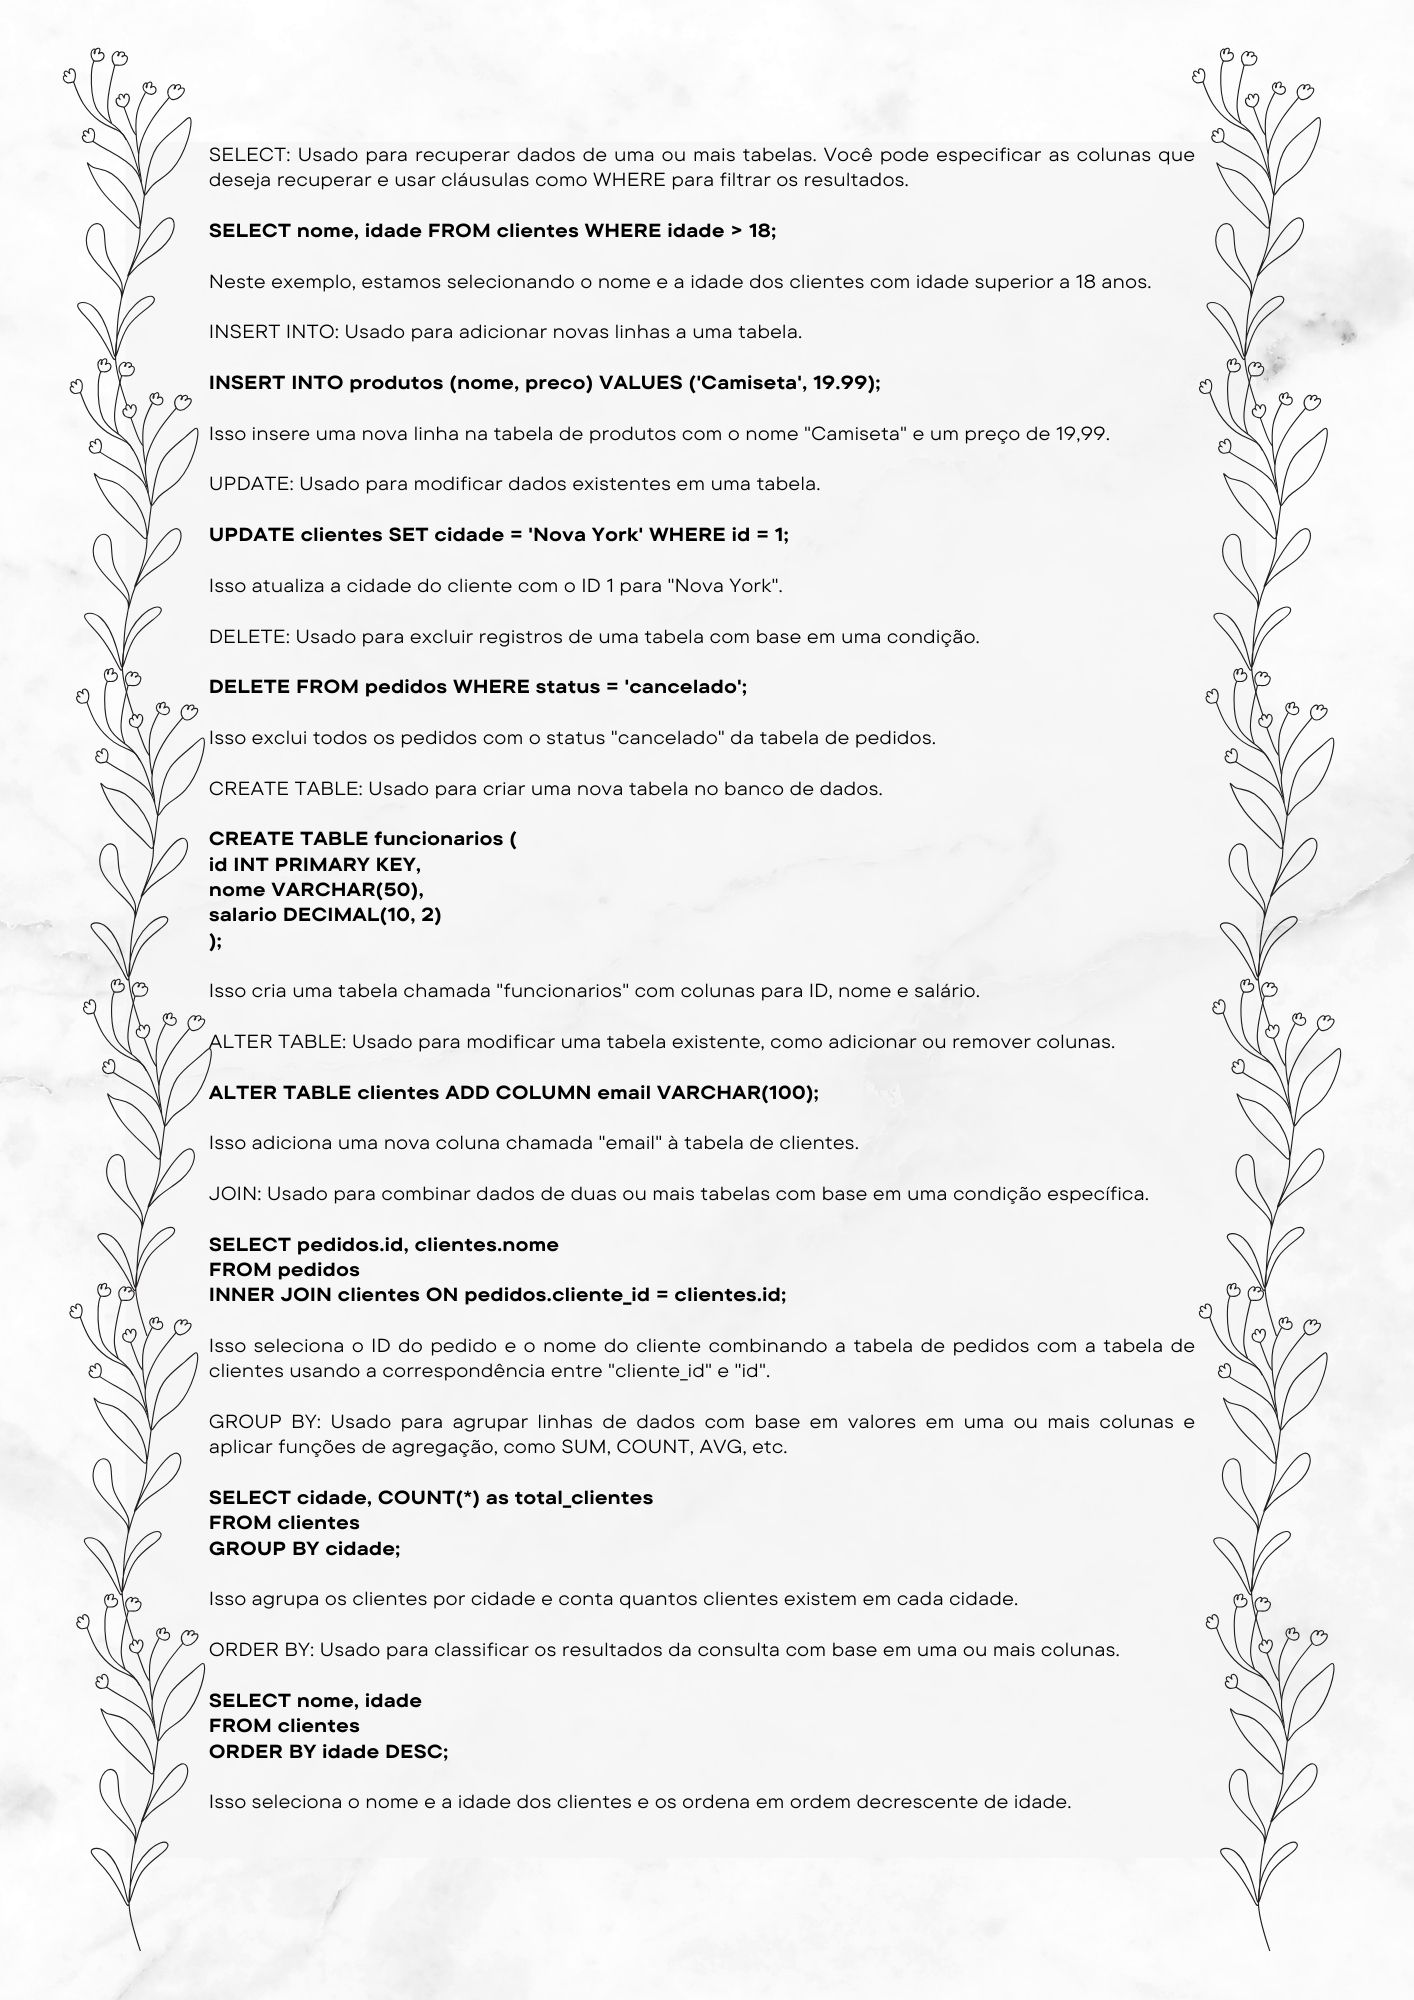 SELECT: Usado para recuperar dados de uma ou mais tabelas. Você pode especificar as colunas que
deseja recuperar e usar cláusulas como WHERE para filtrar os resultados.
SELECT nome, idade FROM clientes WHERE idade > 18;
Neste exemplo, estamos selecionando o nome e a idade dos clientes com idade superior a 18 anos.
INSERT INTO: Usado para adicionar novas linhas a uma tabela.
INSERT INTO produtos (nome, preco) VALUES ('Camiseta', 19.99);
Isso insere uma nova linha na tabela de produtos com o nome "Camiseta" e um preço de 19,99.
UPDATE: Usado para modificar dados existentes em uma tabela.
UPDATE clientes SET cidade = 'Nova York' WHERE id = 1;
Isso atualiza a cidade do cliente com o ID 1 para "Nova York".
DELETE: Usado para excluir registros de uma tabela com base em uma condição.
DELETE FROM pedidos WHERE status = 'cancelado';
Isso exclui todos os pedidos com o status "cancelado" da tabela de pedidos.
CREATE TABLE: Usado para criar uma nova tabela no banco de dados.
CREATE TABLE funcionarios (
id INT PRIMARY KEY,
nome VARCHAR(50),
salario DECIMAL(10, 2)
);
Isso cria uma tabela chamada "funcionarios" com colunas para ID, nome e salário.
ALTER TABLE: Usado para modificar uma tabela existente, como adicionar ou remover colunas.
ALTER TABLE clientes ADD COLUMN email VARCHAR(100);
Isso adiciona uma nova coluna chamada "email" à tabela de clientes.
JOIN: Usado para combinar dados de duas ou mais tabelas com base em uma condição específica.
SELECT pedidos.id, clientes.nome
FROM pedidos
INNER JOIN clientes ON pedidos.cliente_id = clientes.id;
Isso seleciona o ID do pedido e o nome do cliente combinando a tabela de pedidos com a tabela de
clientes usando a correspondência entre "cliente_id" e "id".
GROUP BY: Usado para agrupar linhas de dados com base em valores em uma ou mais colunas e
aplicar funções de agregação, como SUM, COUNT, AVG, etc.
SELECT cidade, COUNT(*) as total_clientes
FROM clientes
GROUP BY cidade;
Isso agrupa os clientes por cidade e conta quantos clientes existem em cada cidade.
ORDER BY: Usado para classificar os resultados da consulta com base em uma ou mais colunas.
SELECT nome, idade
FROM clientes
ORDER BY idade DESC;
Isso seleciona o nome e a idade dos clientes e os ordena em ordem decrescente de idade.